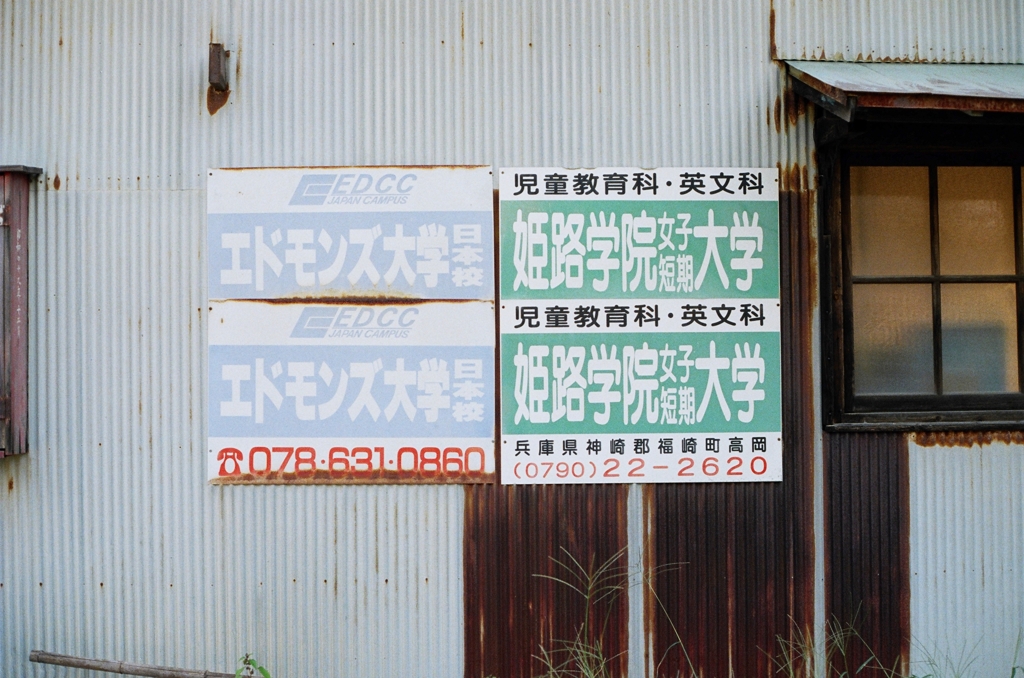 EDCC
JAPAN CAMPUS
エドモンズ大学日本校
EDCC
JAPAN CAMPUS
エドモンズ大学日本校
☎078・631・0860
児童教育科・英文科
姫路学院女子短期大学
児童教育科・英文科
姫路学院女子短期大学
兵庫県神崎郡福崎町高岡
(0790)22-2620